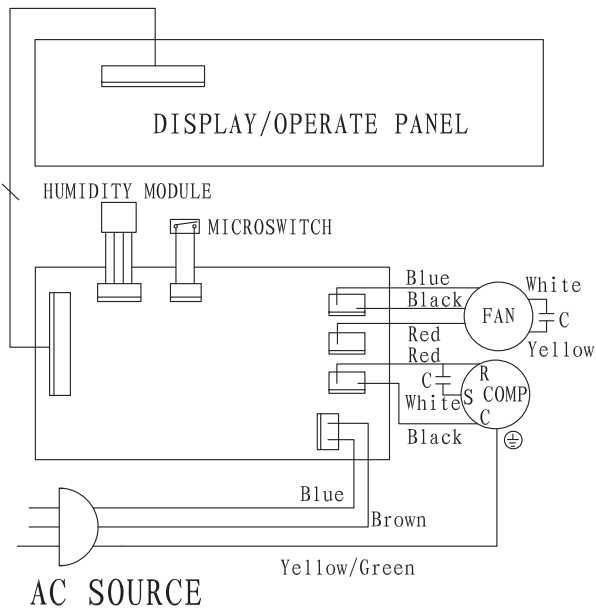 DISPLAY/OPERATE PANEL
HUMIDITY MODULE
MICROSWITCH
Blue
White
Black
FAN
C
Red
Yellow
Red
R
C
S COMP
White
C
Black
Blue
Brown
Yellow/Green
AC SOURCE